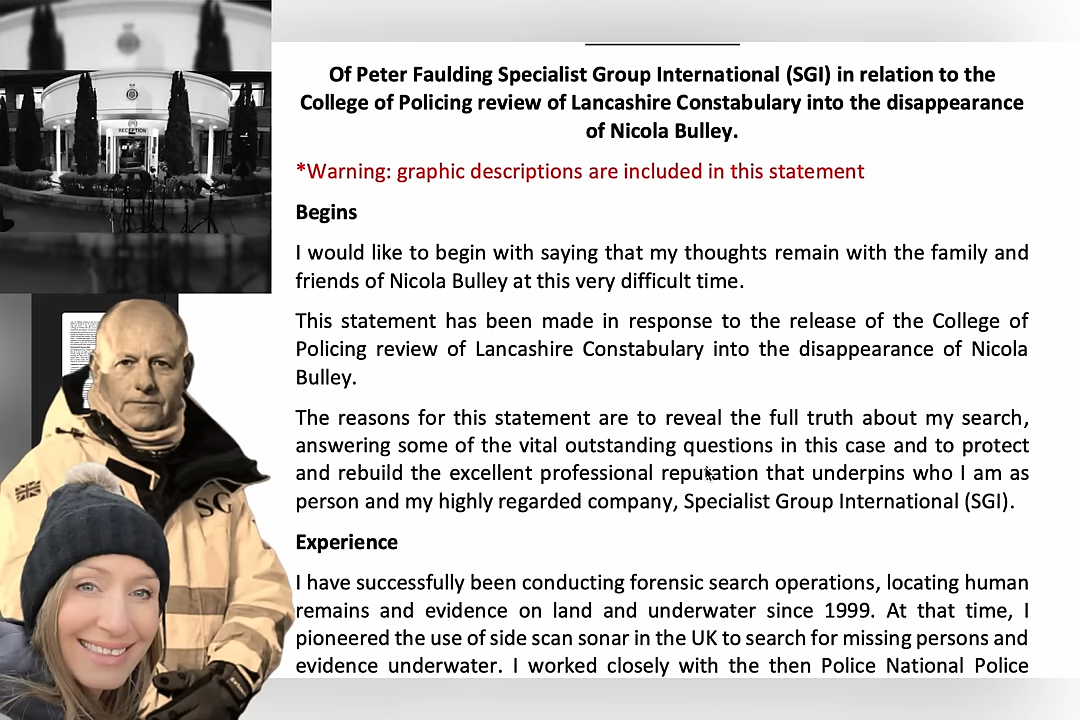 Of Peter Faulding Specialist Group International (SGI) in relation to the
College of Policing review of Lancashire Constabulary into the disappearance
of Nicola Bulley.
*Warning: graphic descriptions are included in this statement
Begins
I would like to begin with saying that my thoughts remain with the family and
friends of Nicola Bulley at this very difficult time.
This statement has been made in response to the release of the College of
Policing review of Lancashire Constabulary into the disappearance of Nicola
Bulley.
The reasons for this statement are to reveal the full truth about my search,
answering some of the vital outstanding questions in this case and to protect
and rebuild the excellent professional reputation that underpins who I am as
person and my highly regarded company, Specialist Group International (SGI).
Experience
I have successfully been conducting forensic search operations, locating human
remains and evidence on land and underwater since 1999. At that time, I
pioneered the use of side scan sonar in the UK to search for missing persons and
evidence underwater. I worked closely with the then Police National Police
RECEPTION
SG